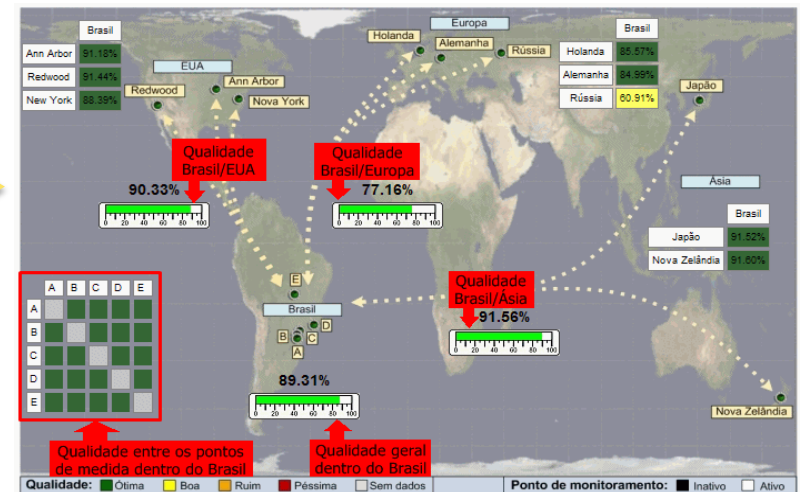 Brasil
Ann Arbor 91.18%
Redwood 91.44%
New York 88.39%
EUA
Redwood
Ann Arbor
Nova York
Europa
Holanda
Alemanha
Rússia
Brasil
Holanda 85.57%
Alemanha 84.99%
Rússia 60.91%
Japão
Ásia
Brasil
Japão 91.52%
Nova Zelândia 91.60%
Qualidade
Brasil/EUA
90.33%
0 20 40 60 80 100
Qualidade
Brasil/Europa
77.16%
0 20 40 60 80 100
Qualidade
Brasil/Ásia
91.56%
0 20 40 60 80 100
E
Brasil
D
B
C
A
89.31%
0 20 40 60 80 100
A B C D E
A
B
C
D
E
Nova Zelândia
Qualidade entre os pontos
de medida dentro do Brasil
Qualidade geral
dentro do Brasil
Qualidade: Ótima Boa Ruim Péssima Sem dados
Ponto de monitoramento: Inativo Ativo